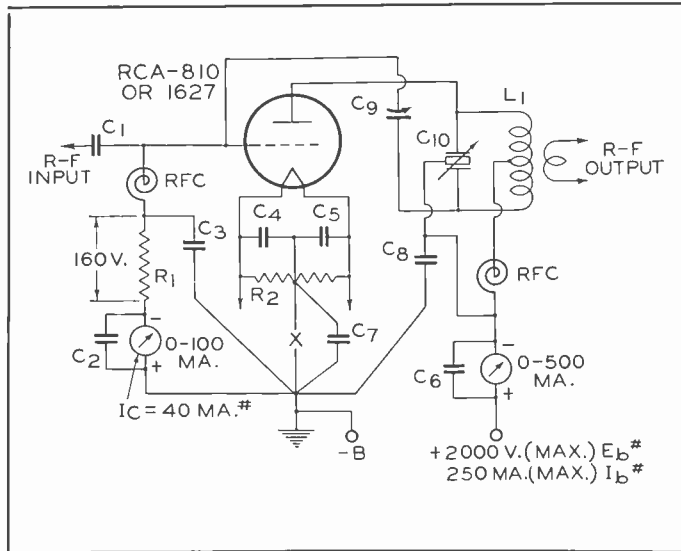 RCA-810
OR 1627
C1
R-F
INPUT
RFC
C9
L1
C10
R-F
OUTPUT
C4
C5
C3
160 V.
R1
R2
C8
RFC
C2
0-100
MA.
-
+
X
C7
C6
0-500
MA.
-
+
IC = 40 MA.#
-B
+2000 V.(MAX.) Eb#
250 MA.(MAX.) Ib#